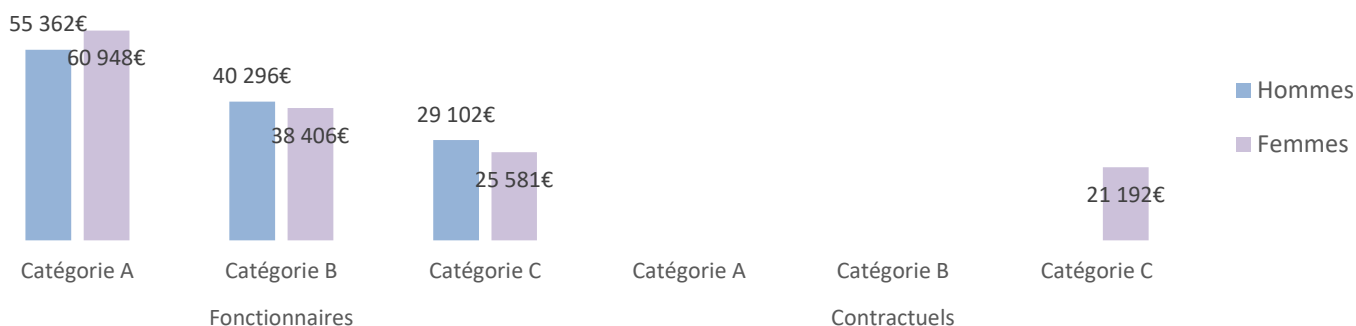 55 362€
60 948€
40 296€
38 406€
29 102€
25 581€
21 192€
Hommes
Femmes
Catégorie A Catégorie B Catégorie C Catégorie A Catégorie B Catégorie C
Fonctionnaires Contractuels